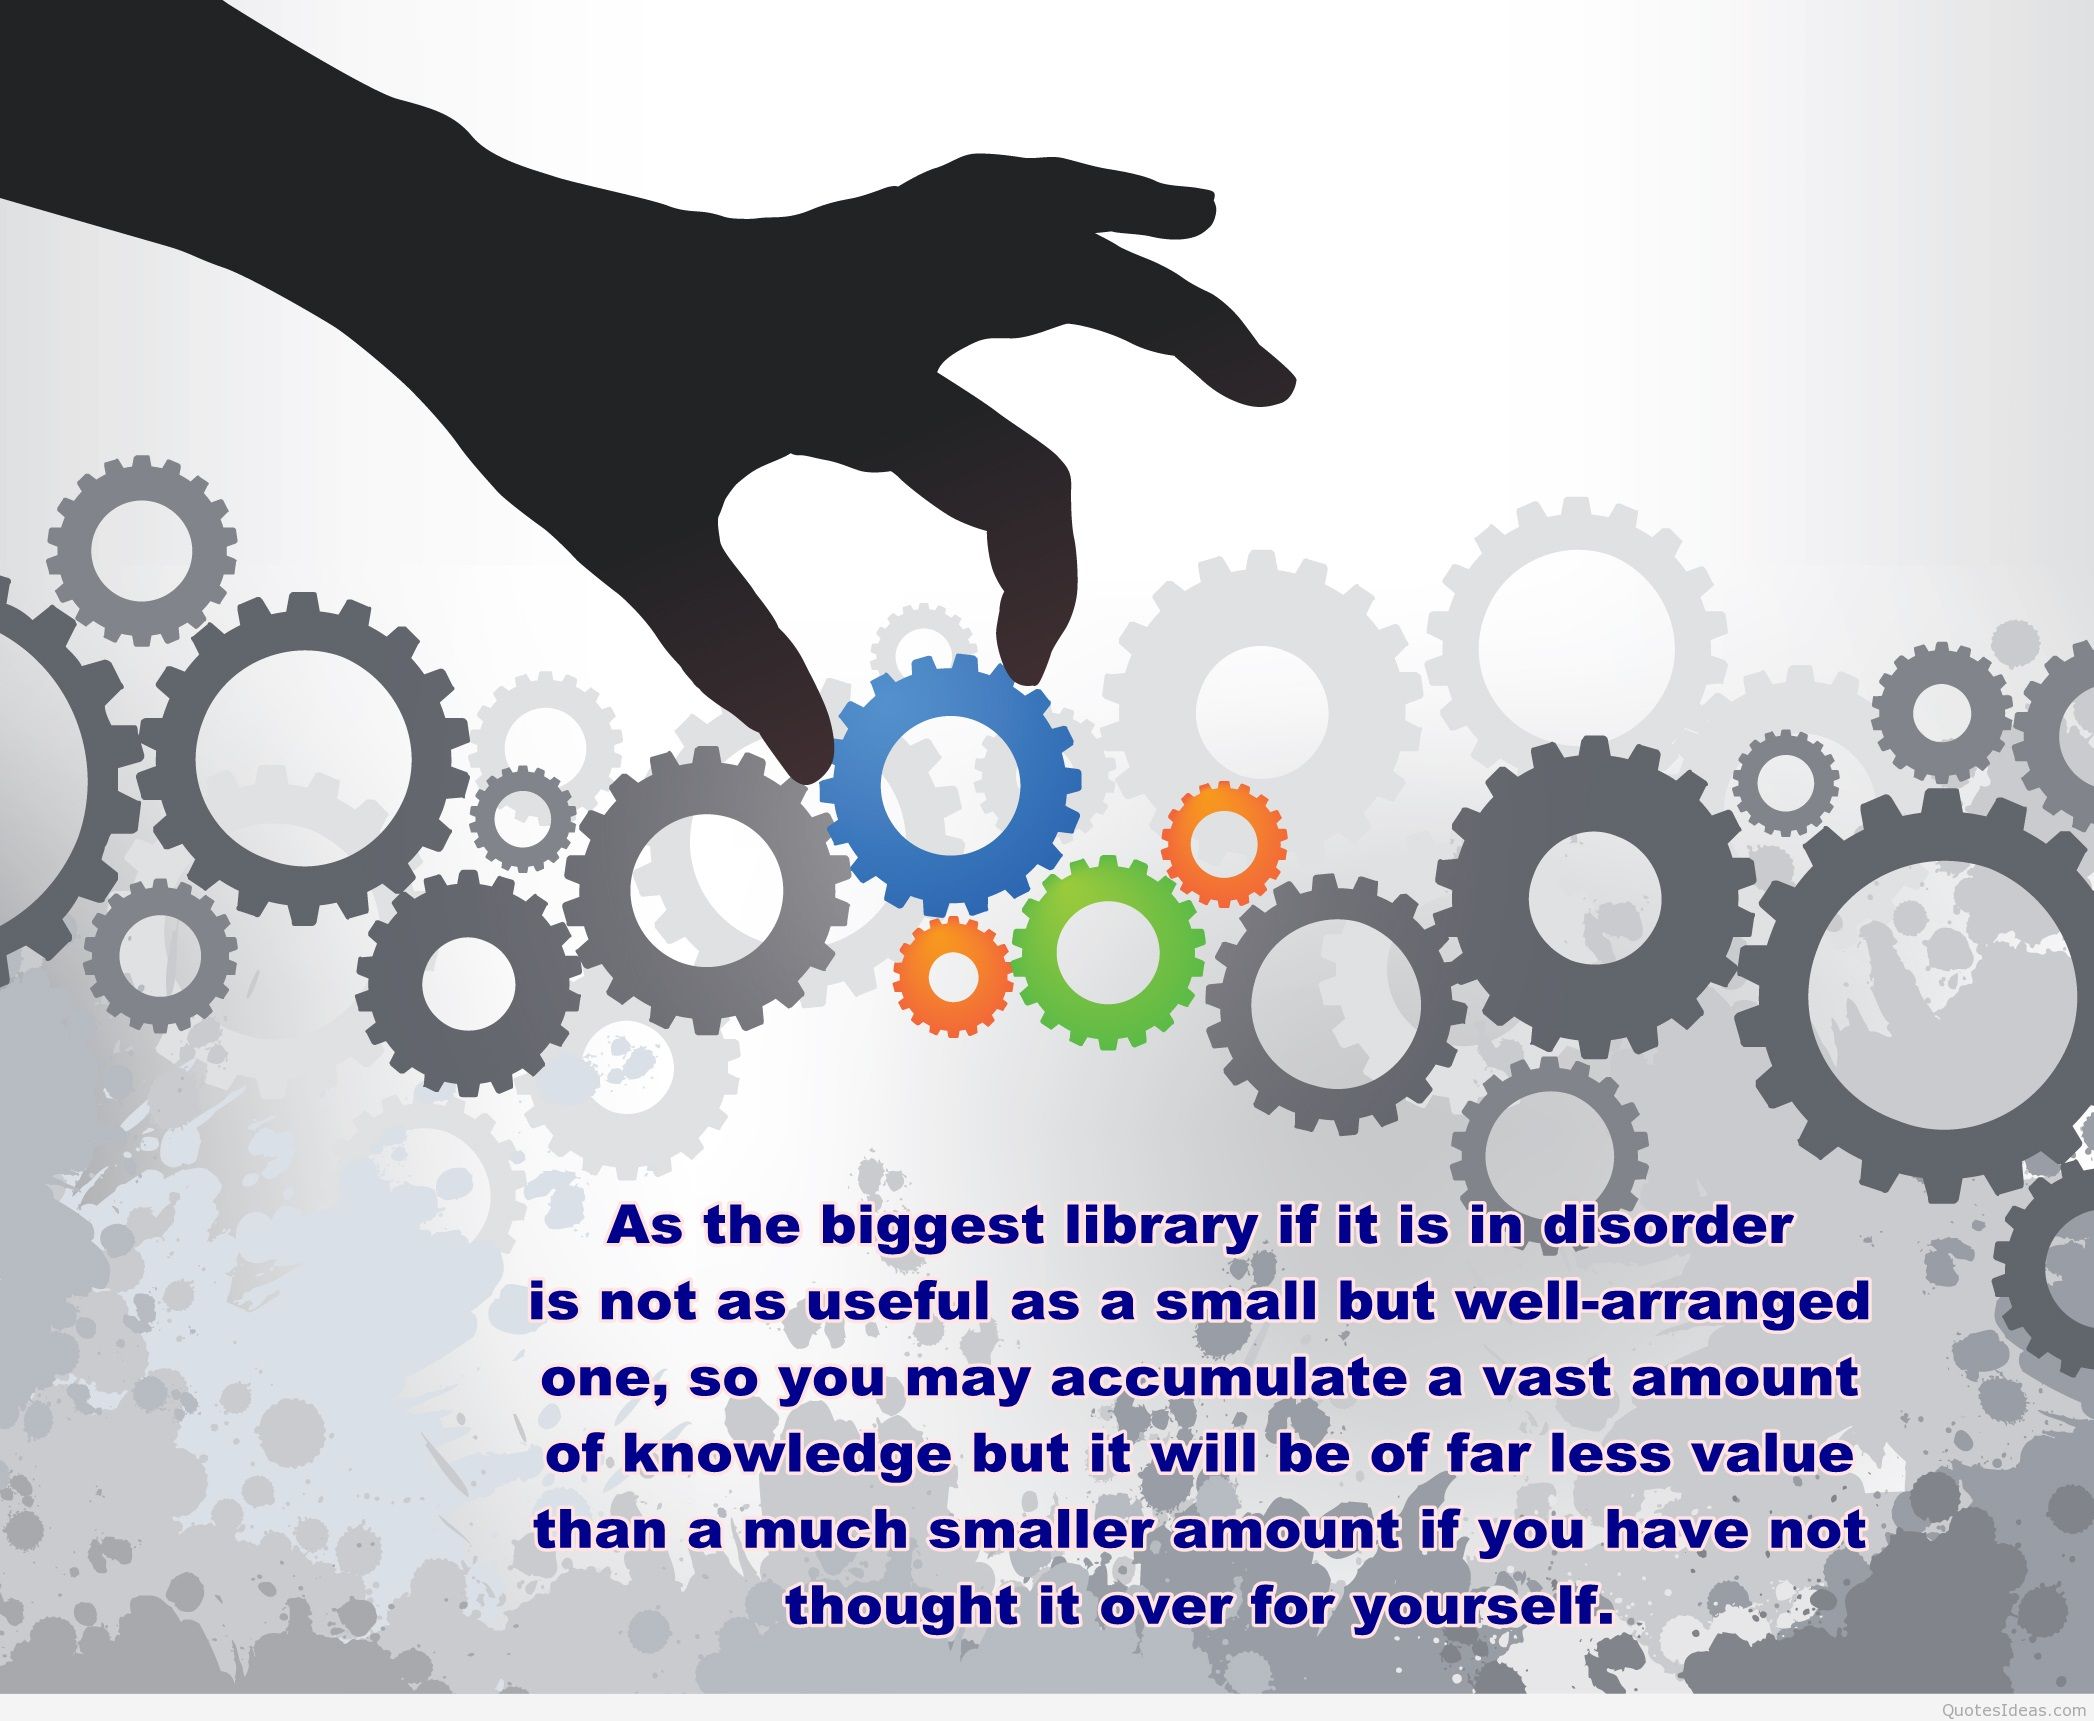 As the biggest library if it is in disorder
is not as useful as a small but well-arranged
one, so you may accumulate a vast amount
of knowledge but it will be of far less value
than a much smaller amount if you have not
thought it over for yourself.
QuotesIdeas.com